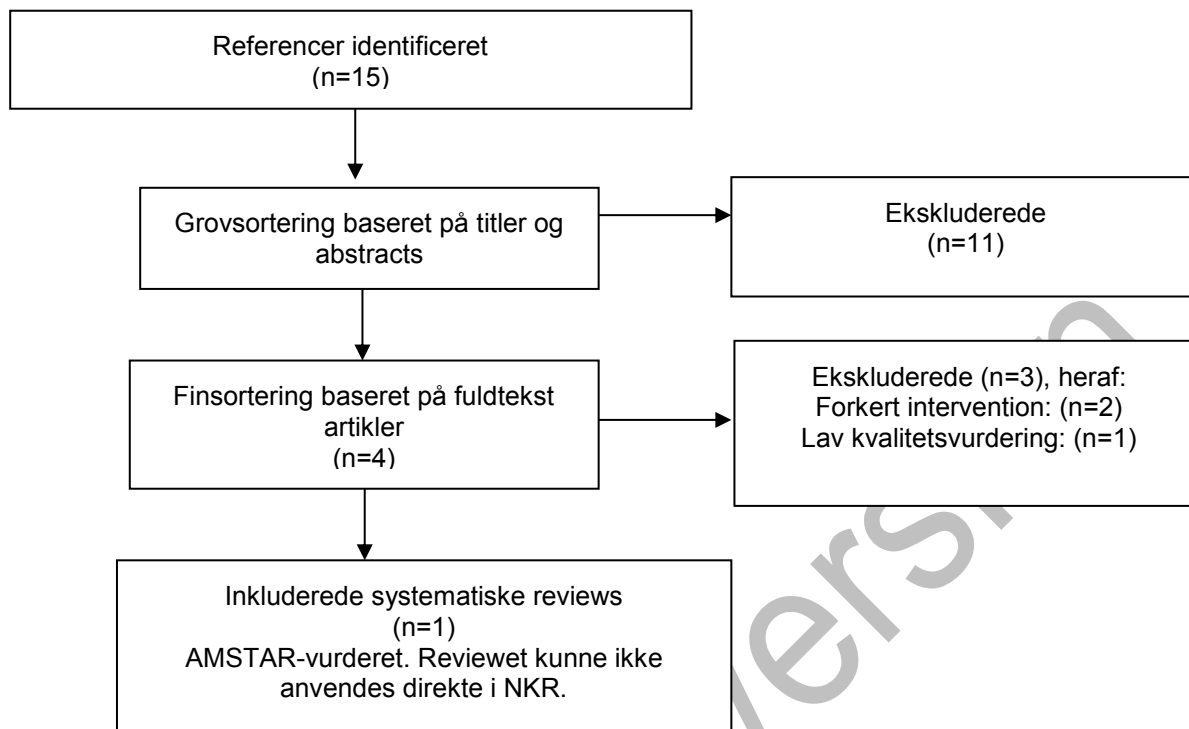 Referencer identificeret
(n=15)
Grovsortering baseret på titler og
abstracts
Ekskluderede
(n=11)
Finsortering baseret på fuldtekst
artikler
(n=4)
Ekskluderede (n=3), heraf:
Forkert intervention: (n=2)
Lav kvalitetsvurdering: (n=1)
Inkluderede systematiske reviews
(n=1)
AMSTAR-vurderet. Reviewet kunne ikke
anvendes direkte i NKR.